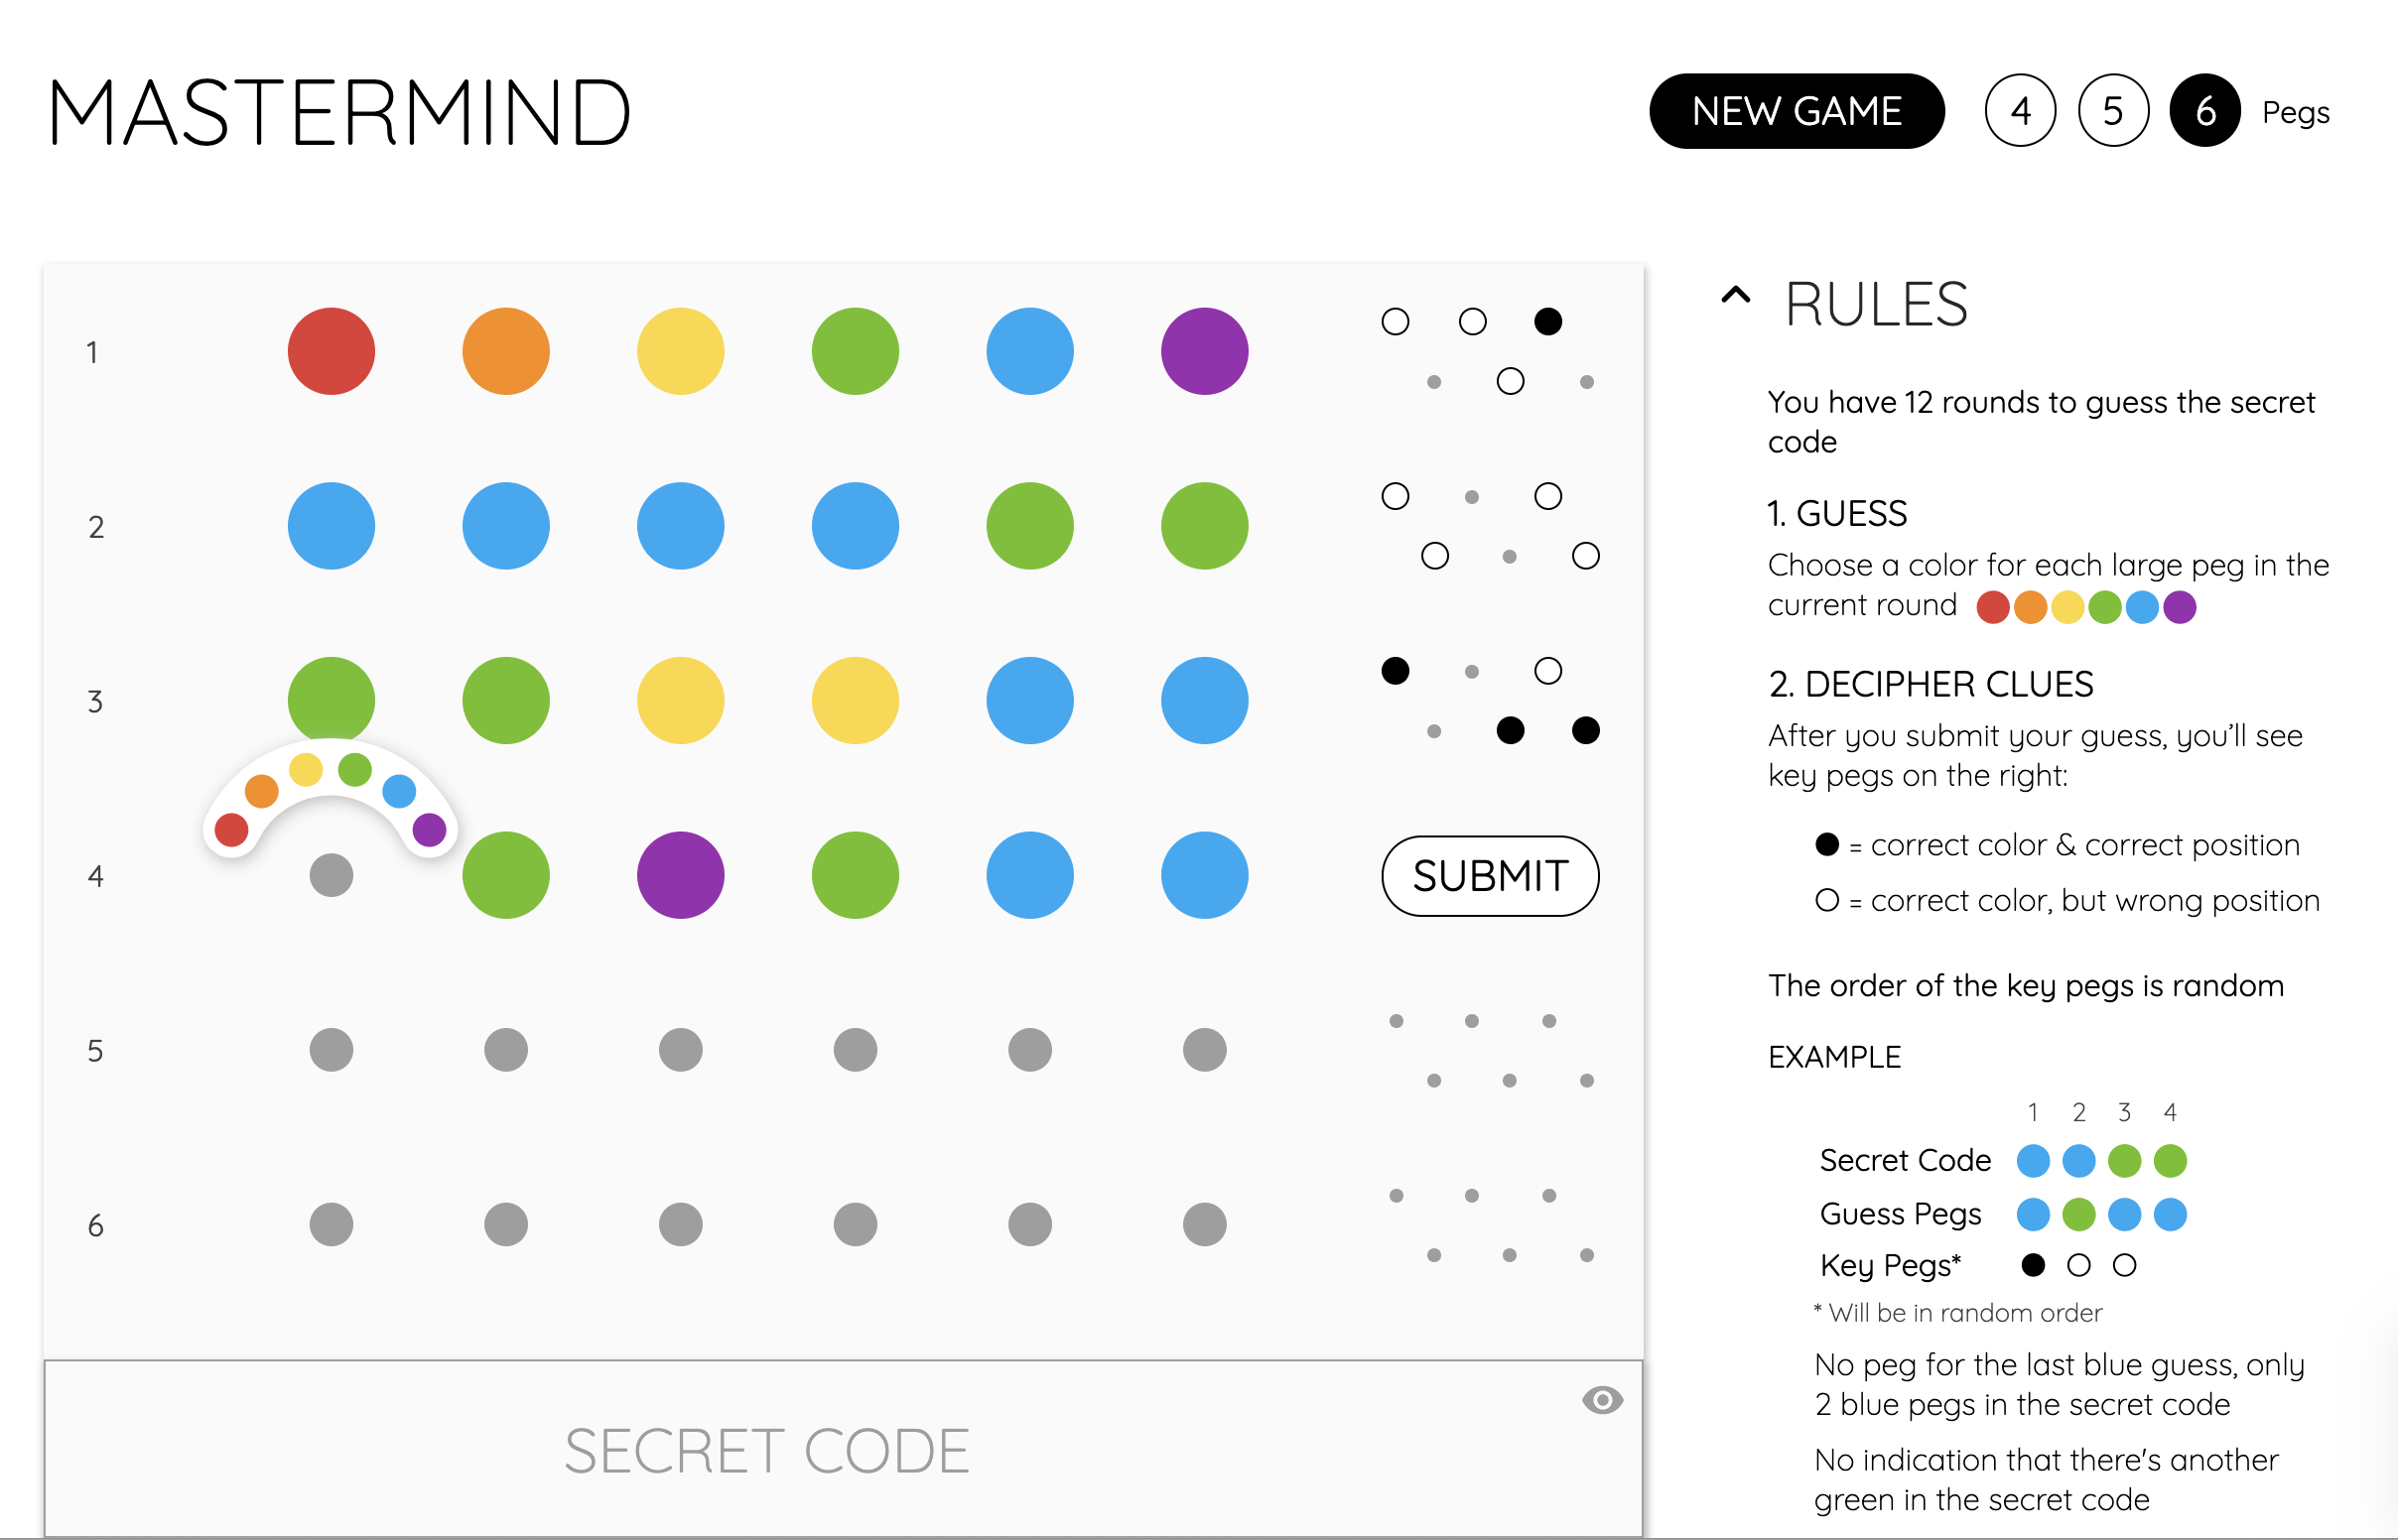 MASTERMIND
NEW GAME 4 5 6 Pegs
1
2
3
4 SUBMIT
5
6
SECRET CODE
RULES
You have 12 rounds to guess the secret
code
1. GUESS
Choose a color for each large peg in the
current round
2. DECIPHER CLUES
After you submit your guess, you'll see
key pegs on the right:
= correct color & correct position
= correct color, but wrong position
The order of the key pegs is random
EXAMPLE
1 2 3 4
Secret Code
Guess Pegs
Key Pegs*
* Will be in random order
No peg for the last blue guess, only
2 blue pegs in the secret code
No indication that there's another
green in the secret code